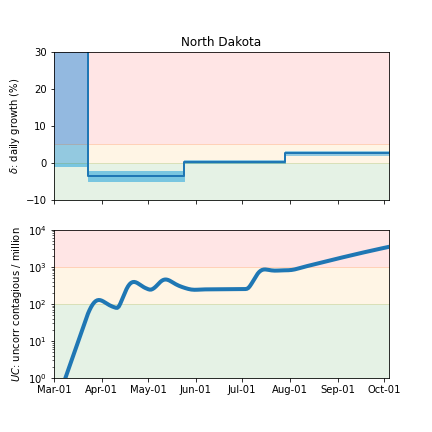 North Dakota
δ: daily growth (%)
30
20
10
0
−10
UC: uncorr contagious / million
10⁴
10³
10²
10¹
10⁰
Mar-01 Apr-01 May-01 Jun-01 Jul-01 Aug-01 Sep-01 Oct-01